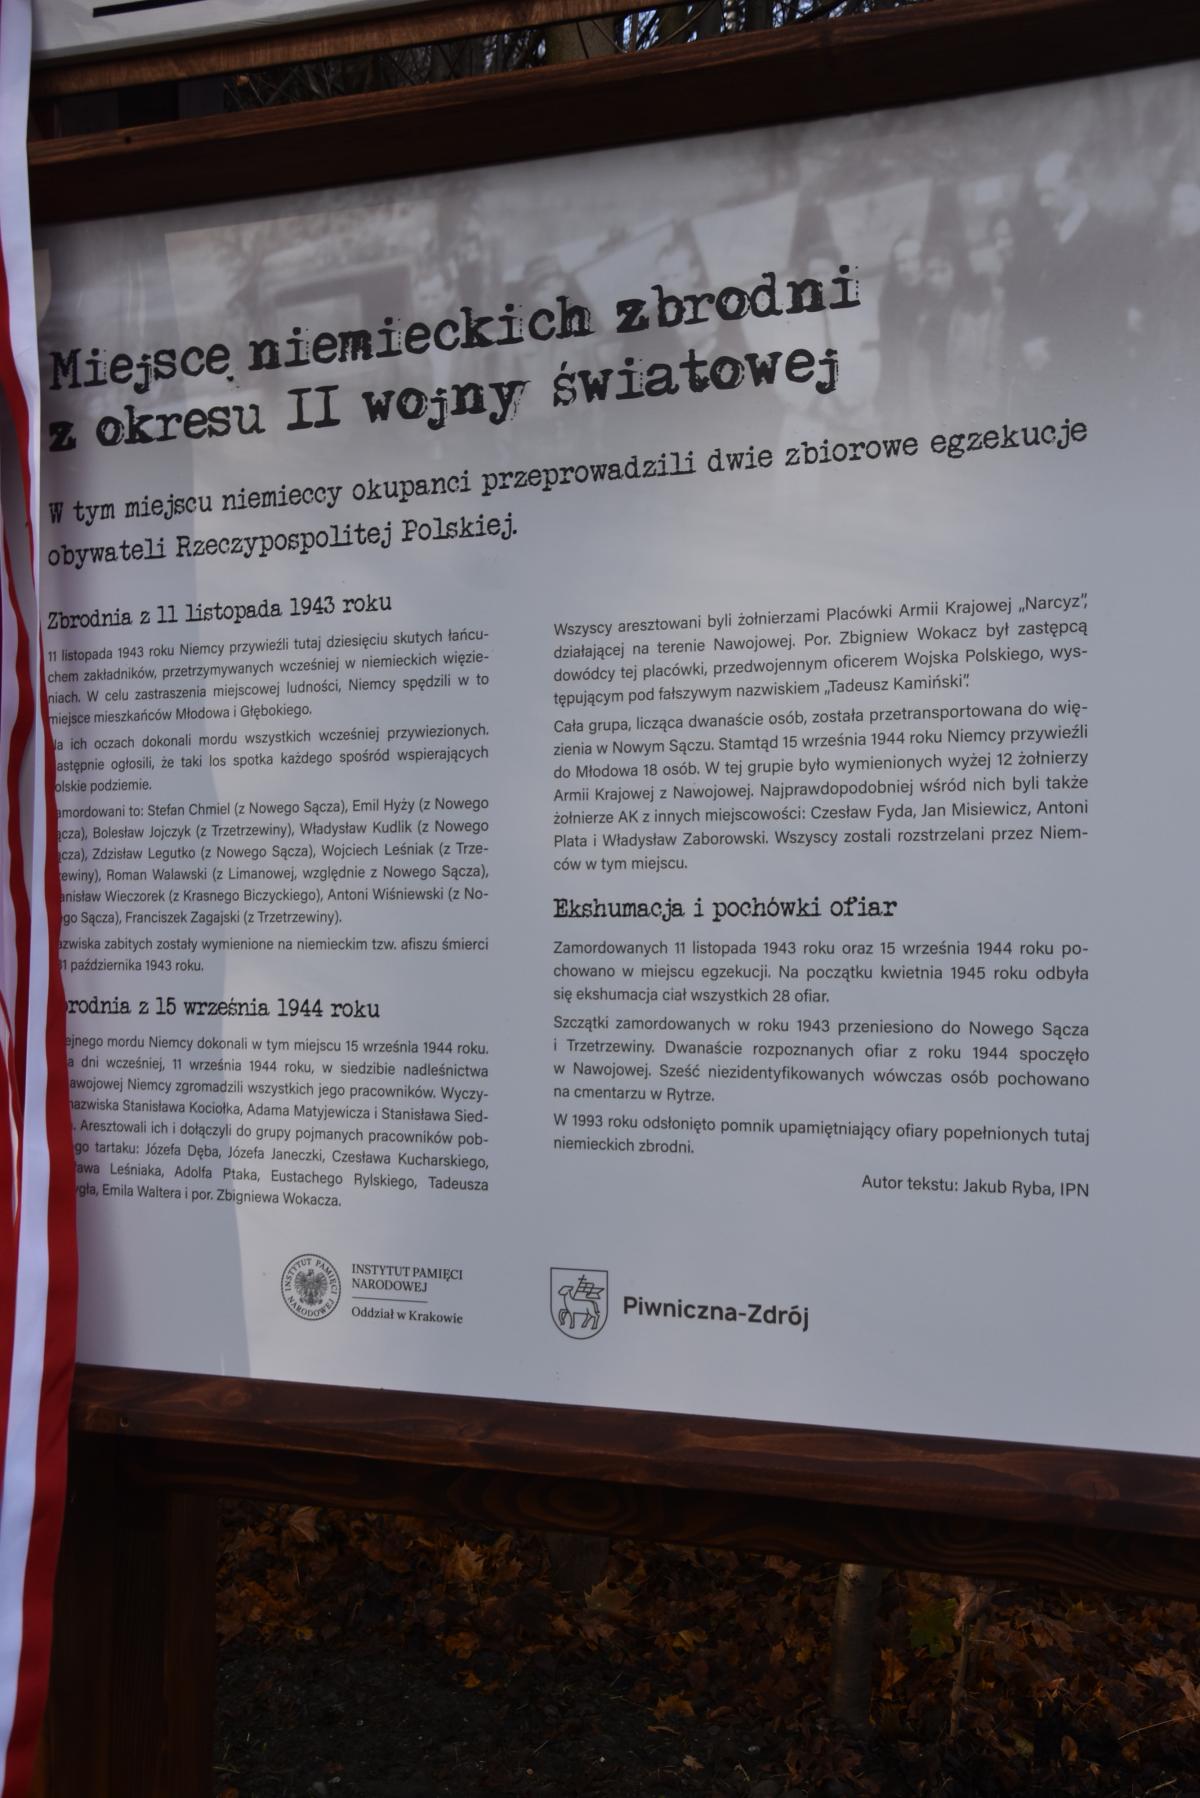 Miejsce niemieckich zbrodni
z okresu II wojny światowej
W tym miejscu niemieccy okupanci przeprowadzili dwie zbiorowe egzekucje
obywateli Rzeczypospolitej Polskiej.
Zbrodnia z 11 listopada 1943 roku
11 listopada 1943 roku Niemcy przywieźli tutaj dziesięciu skutych łańcu-
chem zakładników, przetrzymywanych wcześniej w niemieckich więzie-
niach. W celu zastraszenia miejscowej ludności, Niemcy spędzili w to
miejsce mieszkańców Młodowa i Głębokiego.
ich oczach dokonali mordu wszystkich wcześniej przywiezionych.
astępnie ogłosili, że taki los spotka każdego spośród wspierających
olskie podziemie.
amordowani to: Stefan Chmiel (z Nowego Sącza), Emil Hyży (z Nowego
ącza), Bolesław Jojczyk (z Trzetrzewiny), Władysław Kudlik (z Nowego
ącza), Zdzisław Legutko (z Nowego Sącza), Wojciech Leśniak (z Trze-
zewiny), Roman Walawski (z Limanowej, względnie z Nowego Sącza),
anisław Wieczorek (z Krasnego Biczyckiego), Antoni Wiśniewski (z No-
ego Sącza), Franciszek Zagajski (z Trzetrzewiny).
azwiska zabitych zostały wymienione na niemieckim tzw. afiszu śmierci
31 października 1943 roku.
brodnia z 15 września 1944 roku
ejnego mordu Niemcy dokonali w tym miejscu 15 września 1944 roku.
a dni wcześniej, 11 września 1944 roku, w siedzibie nadleśnictwa
awojowej Niemcy zgromadzili wszystkich jego pracowników. Wyczy-
nazwiska Stanisława Kociołka, Adama Matyjewicza i Stanisława Sied-
. Aresztowali ich i dołączyli do grupy pojmanych pracowników pob-
go tartaku: Józefa Dęba, Józefa Janeczki, Czesława Kucharskiego,
ława Leśniaka, Adolfa Ptaka, Eustachego Rylskiego, Tadeusza
ygła, Emila Waltera i por. Zbigniewa Wokacza.
Wszyscy aresztowani byli żołnierzami Placówki Armii Krajowej „Narcyz”,
działającej na terenie Nawojowej. Por. Zbigniew Wokacz był zastępcą
dowódcy tej placówki, przedwojennym oficerem Wojska Polskiego, wys-
tępującym pod fałszywym nazwiskiem „Tadeusz Kamiński”.
Cała grupa, licząca dwanaście osób, została przetransportowana do wię-
zienia w Nowym Sączu. Stamtąd 15 września 1944 roku Niemcy przywieźli
do Młodowa 18 osób. W tej grupie było wymienionych wyżej 12 żołnierzy
Armii Krajowej z Nawojowej. Najprawdopodobniej wśród nich byli także
żołnierze AK z innych miejscowości: Czesław Fyda, Jan Misiewicz, Antoni
Plata i Władysław Zaborowski. Wszyscy zostali rozstrzelani przez Niem-
ców w tym miejscu.
Ekshumacja i pochówki ofiar
Zamordowanych 11 listopada 1943 roku oraz 15 września 1944 roku po-
chowano w miejscu egzekucji. Na początku kwietnia 1945 roku odbyła
się ekshumacja ciał wszystkich 28 ofiar.
Szczątki zamordowanych w roku 1943 przeniesiono do Nowego Sącza
i Trzetrzewiny. Dwanaście rozpoznanych ofiar z roku 1944 spoczęło
w Nawojowej. Sześć niezidentyfikowanych wówczas osób pochowano
na cmentarzu w Rytrze.
W 1993 roku odsłonięto pomnik upamiętniający ofiary popełnionych tutaj
niemieckich zbrodni.
Autor tekstu: Jakub Ryba, IPN
INSTYTUT PAMIĘCI NARODOWEJ
INSTYTUT PAMIĘCI
NARODOWEJ
Oddział w Krakowie
Piwniczna-Zdrój